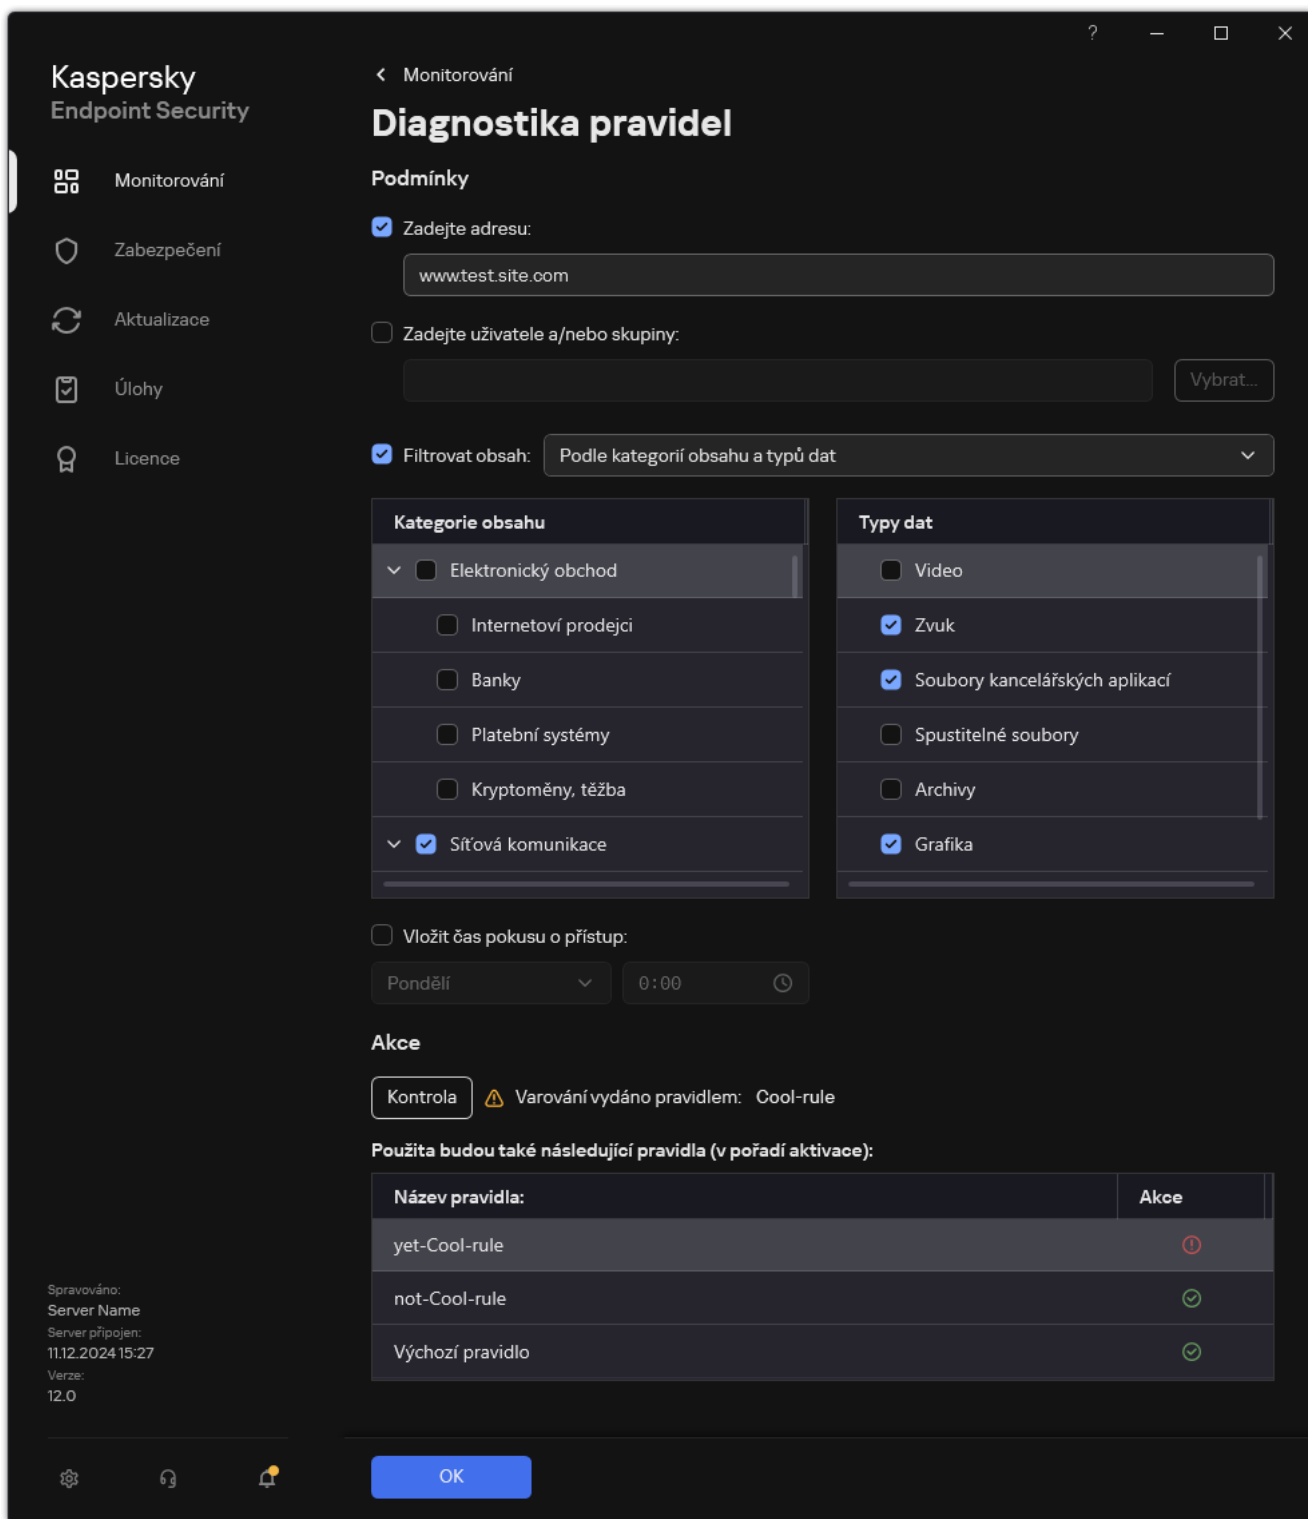 ?
Kaspersky
Endpoint Security
Monitorování
Zabezpečení
Aktualizace
Úlohy
Licence
Spravováno:
Server Name
Server připojen:
11.12.2024 15:27
Verze:
12.0
Monitorování
Diagnostika pravidel
Podmínky
Zadejte adresu:
www.test.site.com
Zadejte uživatele a/nebo skupiny:
Vybrat...
Filtrovat obsah: Podle kategorií obsahu a typů dat
Kategorie obsahu
Elektronický obchod
Internetoví prodejci
Banky
Platební systémy
Kryptoměny, těžba
Síťová komunikace
Typy dat
Video
Zvuk
Soubory kancelářských aplikací
Spustitelné soubory
Archivy
Grafika
Vložit čas pokusu o přístup:
Pondělí 0:00
Akce
Kontrola Varování vydáno pravidlem: Cool-rule
Použita budou také následující pravidla (v pořadí aktivace):
Název pravidla: Akce
yet-Cool-rule
not-Cool-rule
Výchozí pravidlo
OK